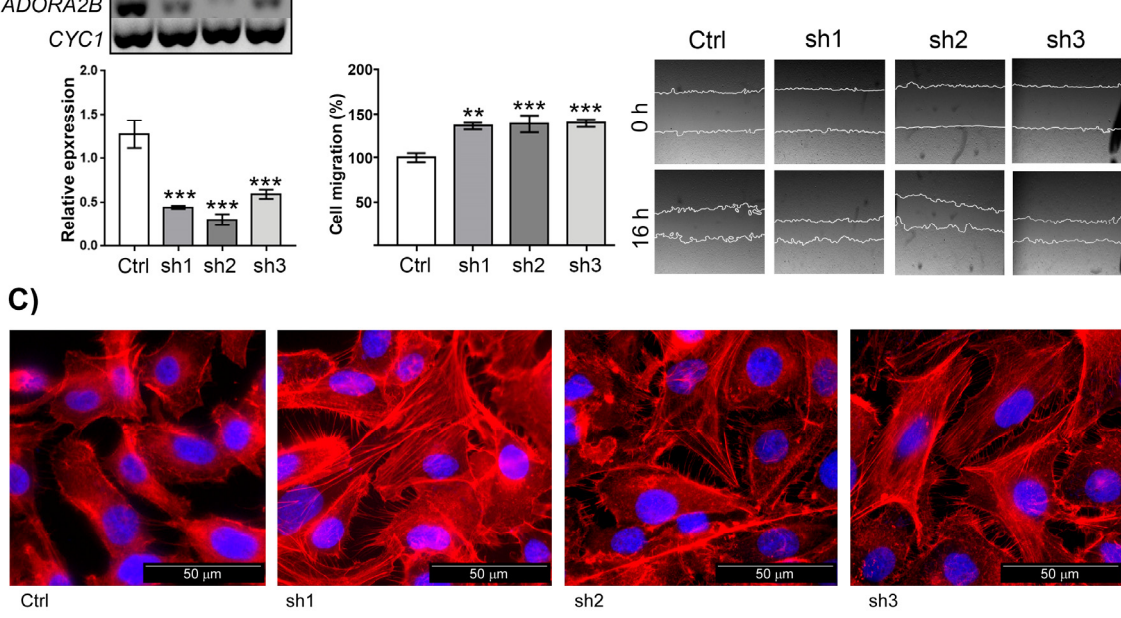 ADORA2B
CYC1
Relative epxression
2.0
1.5
1.0
0.5
0.0
***
***
***
Ctrl sh1 sh2 sh3
Cell migration (%)
200
150
100
50
**
***
***
Ctrl sh1 sh2 sh3
Ctrl sh1 sh2 sh3
0 h
16 h
C)
50 μm
50 μm
50 μm
50 μm
Ctrl
sh1
sh2
sh3